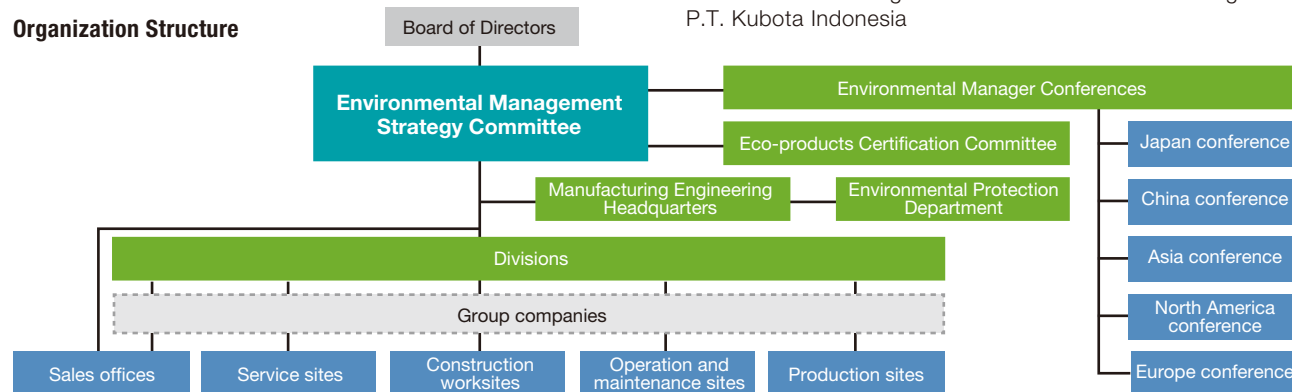 P.T. Kubota Indonesia
Organization Structure
Board of Directors
Environmental Management
Strategy Committee
Environmental Manager Conferences
Eco-products Certification Committee
Japan conference
Manufacturing Engineering
Headquarters
Environmental Protection
Department
China conference
Divisions
Asia conference
Group companies
North America
conference
Sales offices
Service sites
Construction
worksites
Operation and
maintenance sites
Production sites
Europe conference